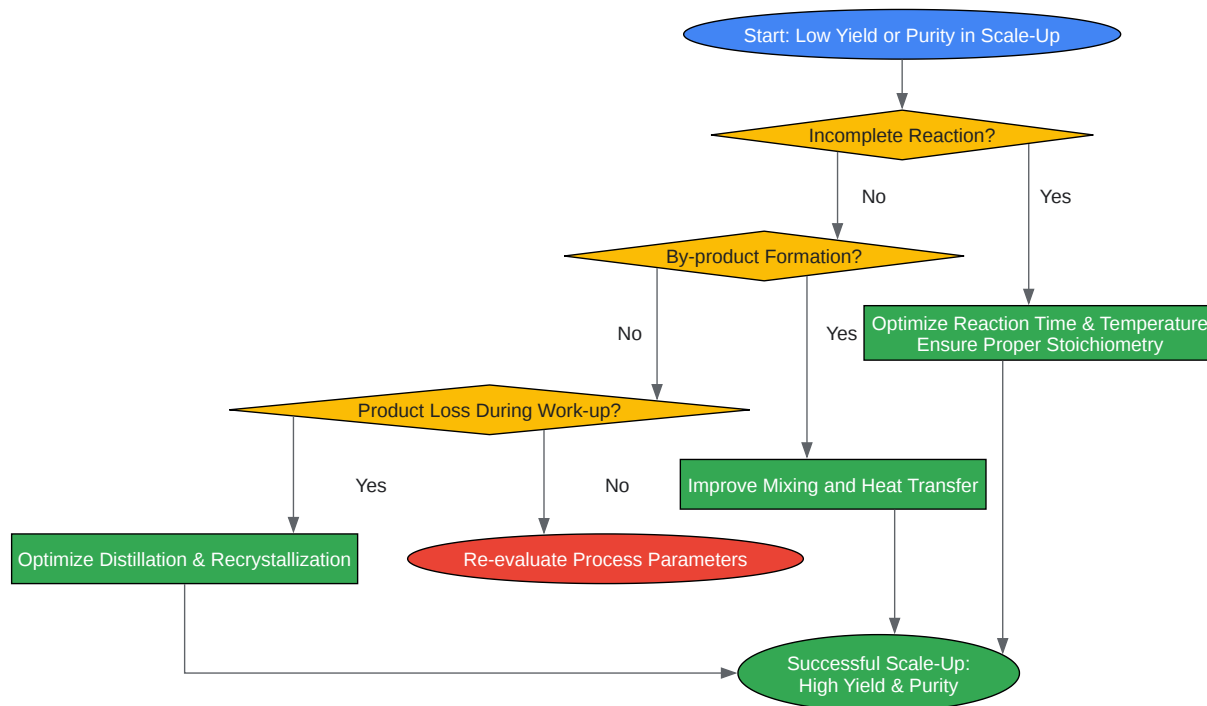 Start: Low Yield or Purity in Scale-Up
Incomplete Reaction?
No
Yes
By-product Formation?
Optimize Reaction Time & Temperature
Ensure Proper Stoichiometry
No
Yes
Product Loss During Work-up?
Yes
No
Improve Mixing and Heat Transfer
Optimize Distillation & Recrystallization
Re-evaluate Process Parameters
Successful Scale-Up:
High Yield & Purity